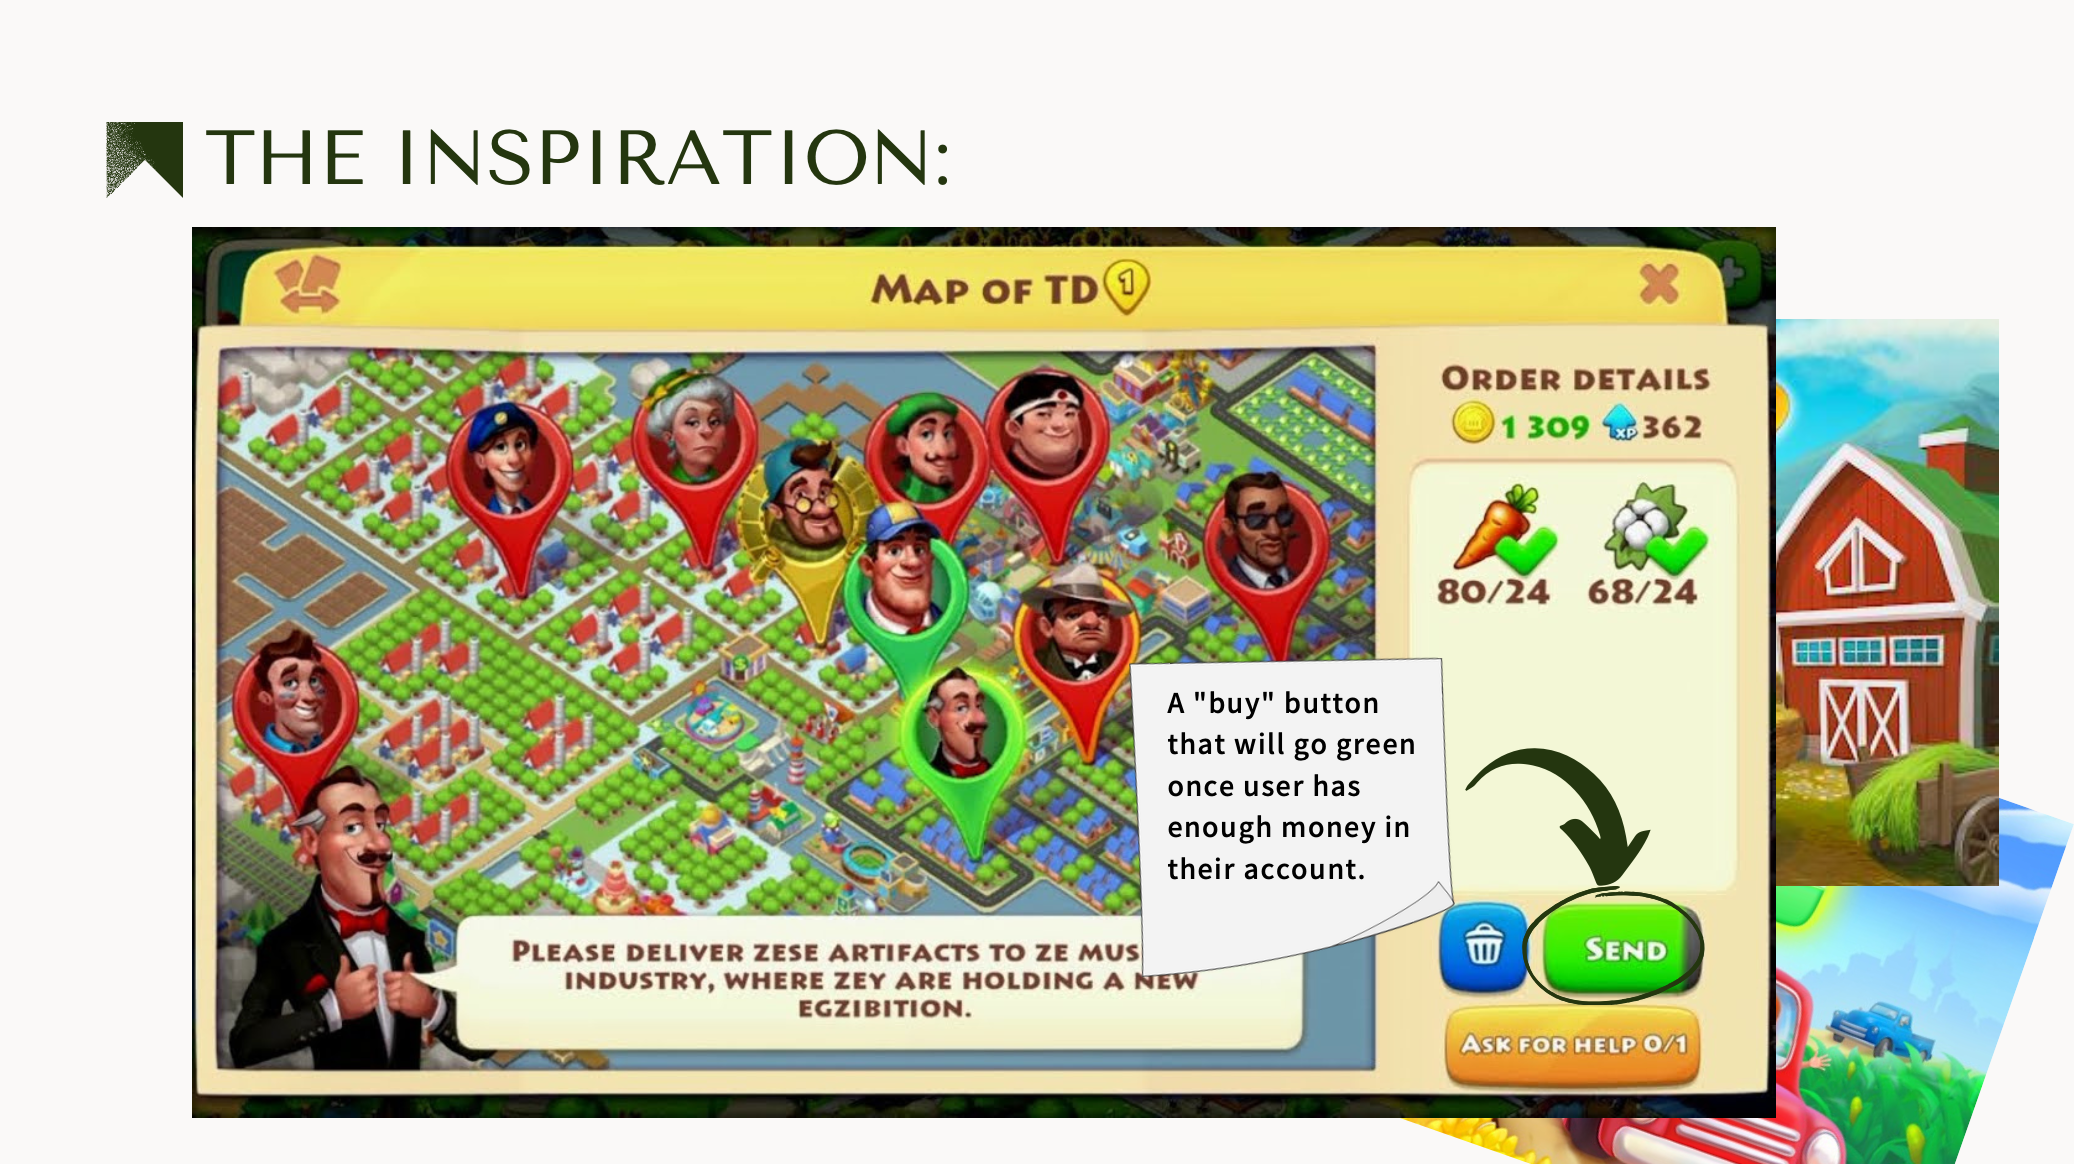 THE INSPIRATION:
MAP OF TD 1
ORDER DETAILS
1 309 XP 362
80/24 68/24
A "buy" button
that will go green
once user has
enough money in
their account.
PLEASE DELIVER ZESE ARTIFACTS TO ZE
INDUSTRY, WHERE ZEY ARE HOLDING A NEW
EGZIBITION.
SEND
ASK FOR HELP 0/1